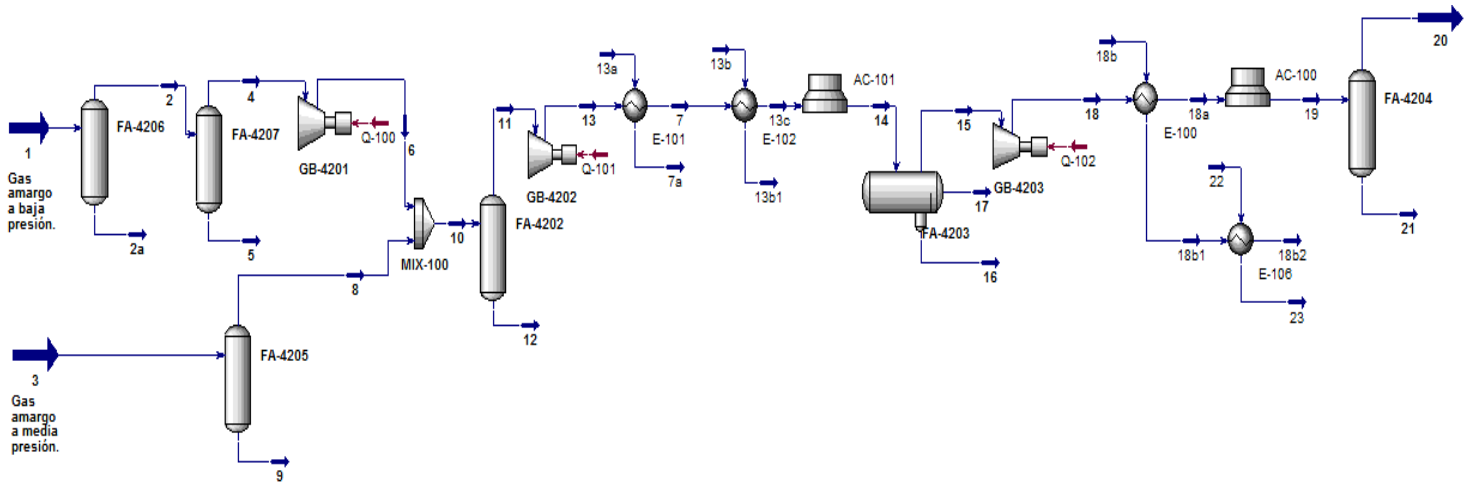 20
18b
13a
13b
AC-100
AC-101
2
4
FA-4206
FA-4207
Q-100
6
11
13
7
13c
14
15
18
18a
19
FA-4204
E-100
1
GB-4201
FA-4202
E-101
E-102
Q-102
Gas
amargo
a baja
presión.
GB-4202
Q-101
7a
13b1
17
GB-4203
22
21
10
FA-4203
2a
5
MIX-100
18b1
18b2
E-106
8
16
12
23
FA-4205
3
Gas
amargo
a media
presión.
9